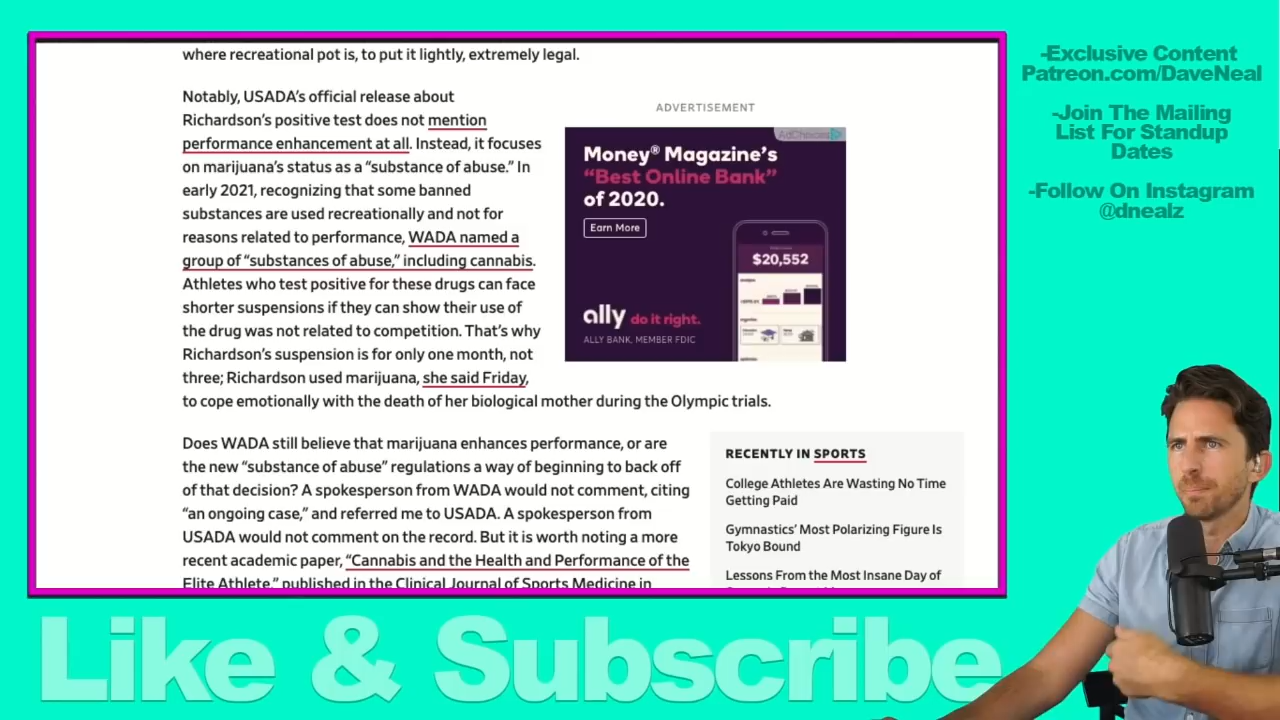 where recreational pot is, to put it lightly, extremely legal.
Notably, USADA’s official release about
Richardson’s positive test does not mention
performance enhancement at all. Instead, it focuses
on marijuana’s status as a “substance of abuse.” In
early 2021, recognizing that some banned
substances are used recreationally and not for
reasons related to performance, WADA named a
group of “substances of abuse,” including cannabis.
Athletes who test positive for these drugs can face
shorter suspensions if they can show their use of
the drug was not related to competition. That’s why
Richardson’s suspension is for only one month, not
three; Richardson used marijuana, she said Friday,
to cope emotionally with the death of her biological mother during the Olympic trials.
ADVERTISEMENT
AdChoices
Money® Magazine’s
“Best Online Bank”
of 2020.
Earn More
$20,552
ally do it right.
ALLY BANK, MEMBER FDIC
Does WADA still believe that marijuana enhances performance, or are
the new “substance of abuse” regulations a way of beginning to back off
of that decision? A spokesperson from WADA would not comment, citing
“an ongoing case,” and referred me to USADA. A spokesperson from
USADA would not comment on the record. But it is worth noting a more
recent academic paper, “Cannabis and the Health and Performance of the
Elite Athlete,” published in the Clinical Journal of Sports Medicine in
RECENTLY IN SPORTS
College Athletes Are Wasting No Time
Getting Paid
Gymnastics’ Most Polarizing Figure Is
Tokyo Bound
Lessons From the Most Insane Day of
-Exclusive Content
Patreon.com/DaveNeal
-Join The Mailing
List For Standup
Dates
-Follow On Instagram
@dnealz
Like & Subscribe